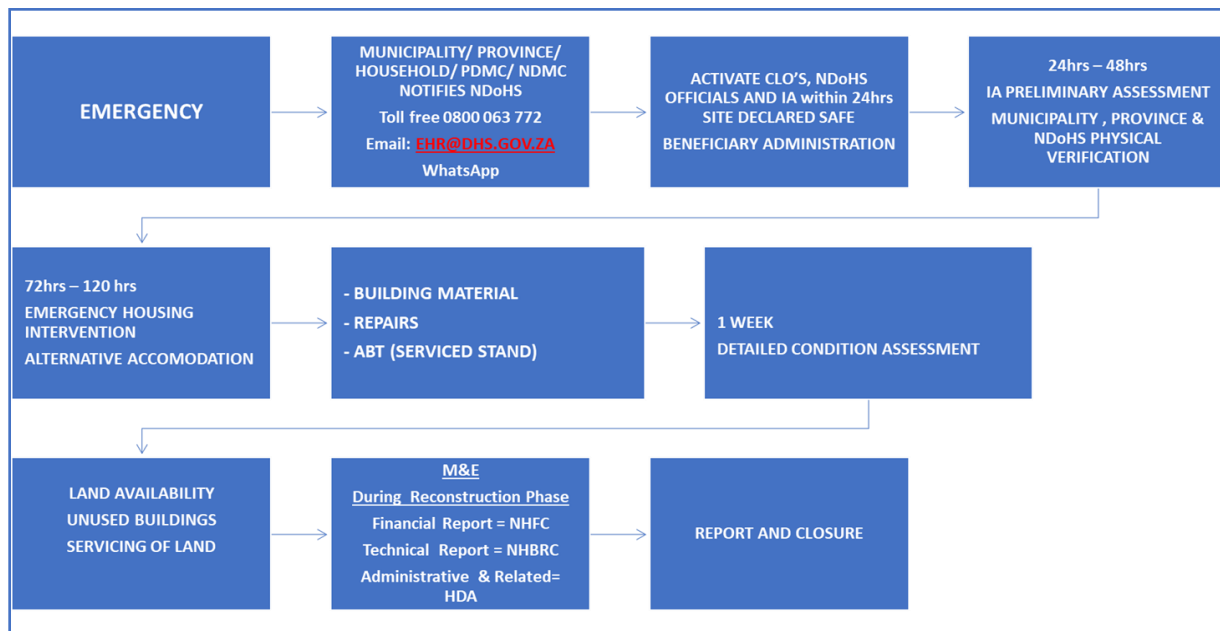 EMERGENCY
MUNICIPALITY/ PROVINCE/
HOUSEHOLD/ PDMC/ NDMC
NOTIFIES NDoHS
Toll free 0800 063 772
Email: EHR@DHS.GOV.ZA
WhatsApp
ACTIVATE CLO'S, NDoHS
OFFICIALS AND IA within 24hrs
SITE DECLARED SAFE
BENEFICIARY ADMINISTRATION
24hrs – 48hrs
IA PRELIMINARY ASSESSMENT
MUNICIPALITY , PROVINCE &
NDoHS PHYSICAL
VERIFICATION
72hrs – 120 hrs
EMERGENCY HOUSING
INTERVENTION
ALTERNATIVE ACCOMODATION
- BUILDING MATERIAL
- REPAIRS
- ABT (SERVICED STAND)
1 WEEK
DETAILED CONDITION ASSESSMENT
LAND AVAILABILITY
UNUSED BUILDINGS
SERVICING OF LAND
M&E
During Reconstruction Phase
Financial Report = NHFC
Technical Report = NHBRC
Administrative & Related=
HDA
REPORT AND CLOSURE